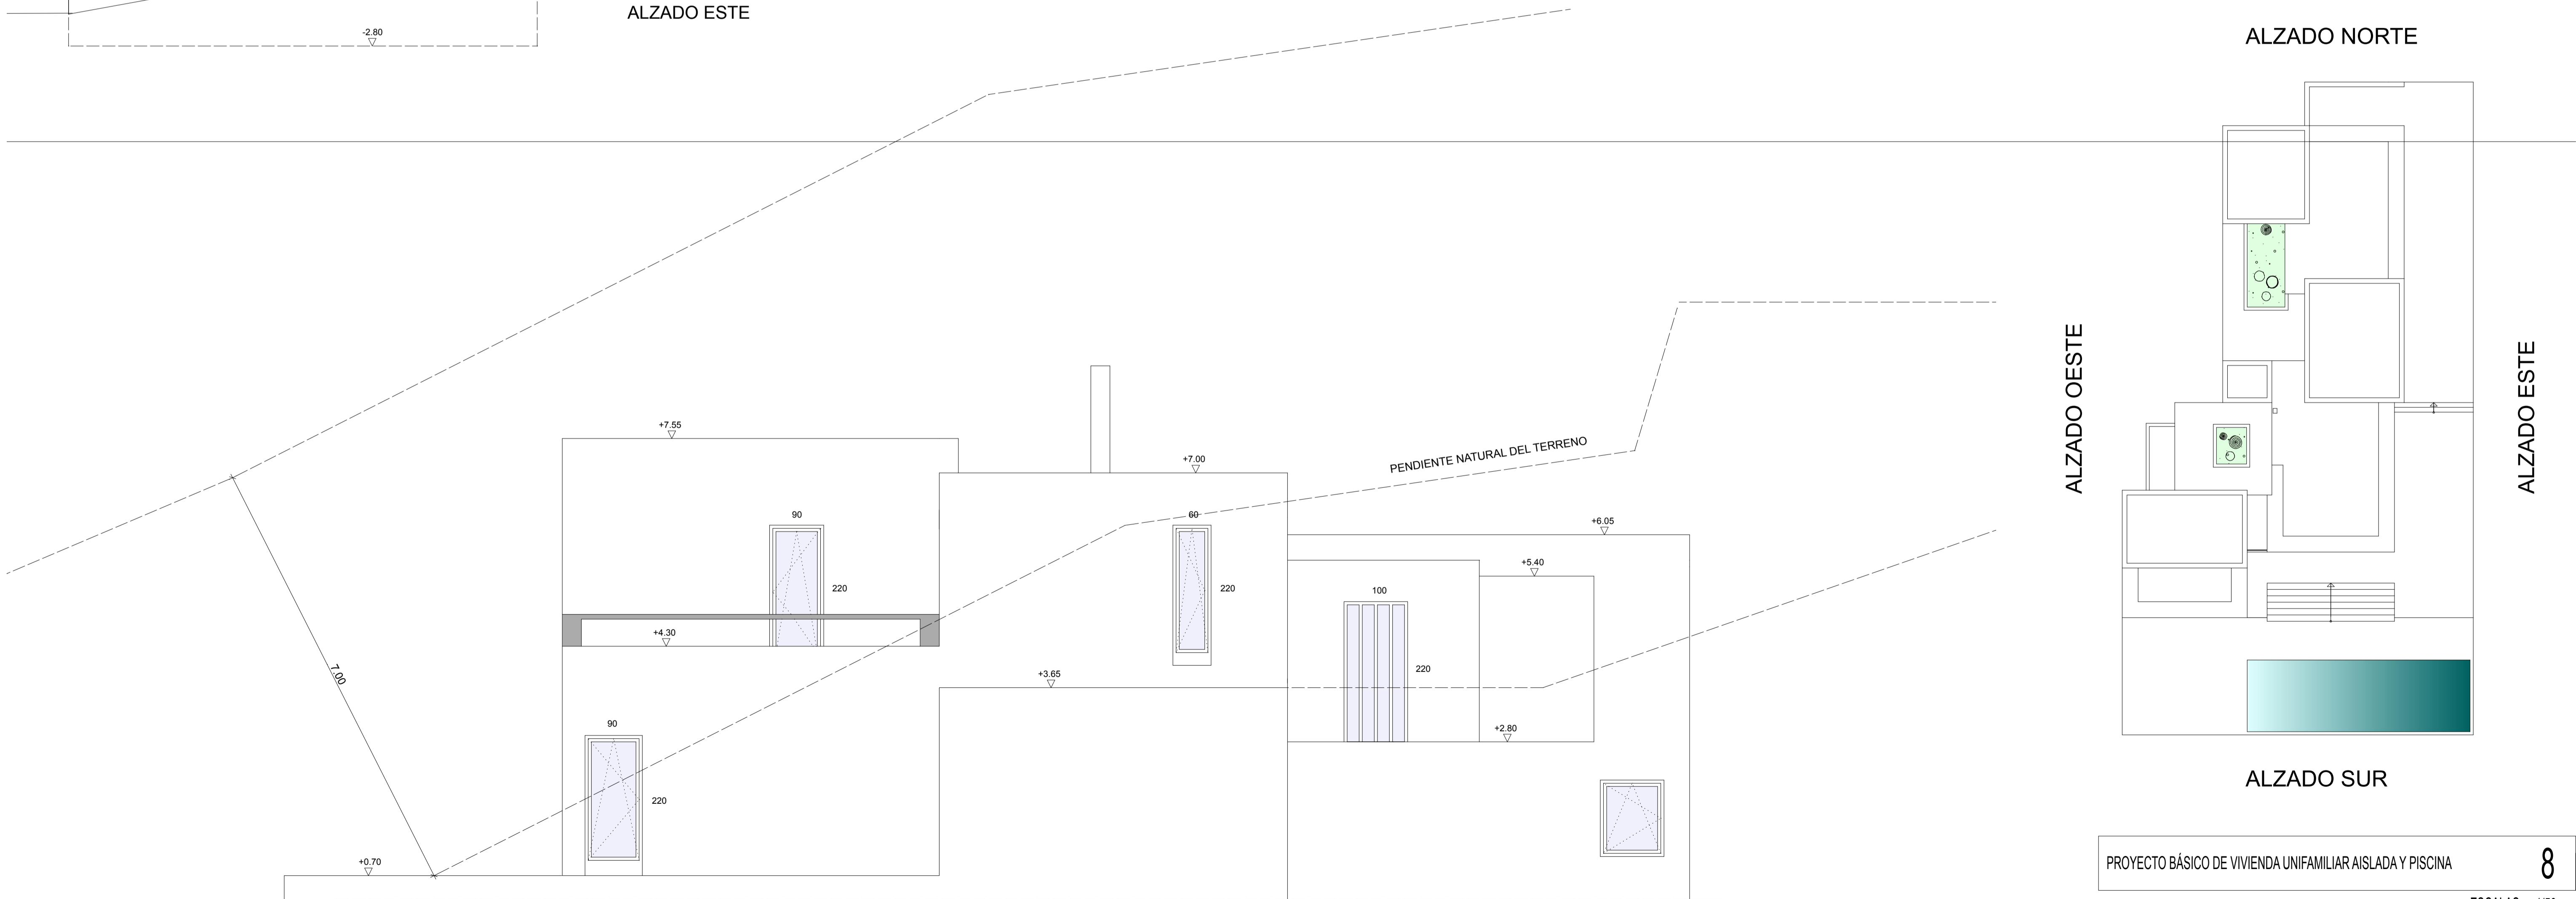 ALZADO ESTE
-2.80
ALZADO NORTE
ALZADO OESTE
ALZADO ESTE
+7.55
+7.00
PENDIENTE NATURAL DEL TERRENO
90
60
+6.05
+5.40
220
220
100
+4.30
7.00
+3.65
220
+2.80
90
220
ALZADO SUR
+0.70
PROYECTO BÁSICO DE VIVIENDA UNIFAMILIAR AISLADA Y PISCINA
8